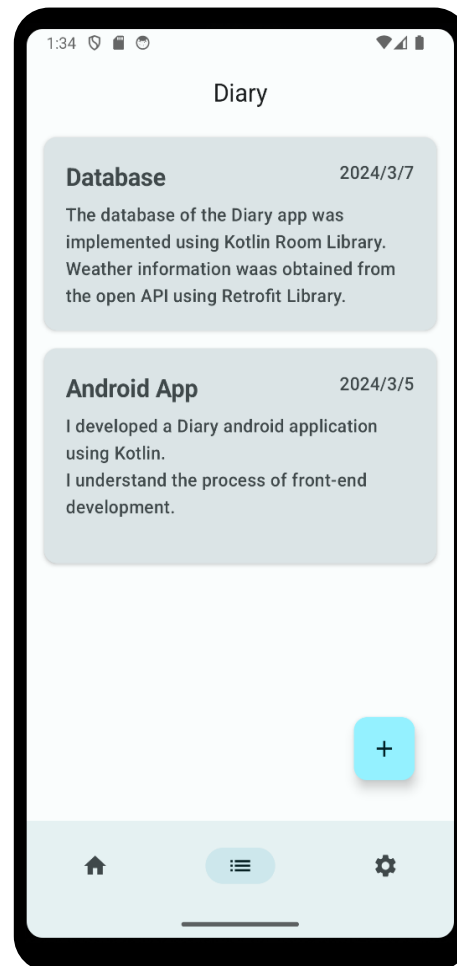 1:34
Diary
Database 2024/3/7
The database of the Diary app was
implemented using Kotlin Room Library.
Weather information waas obtained from
the open API using Retrofit Library.
Android App 2024/3/5
I developed a Diary android application
using Kotlin.
I understand the process of front-end
development.
+